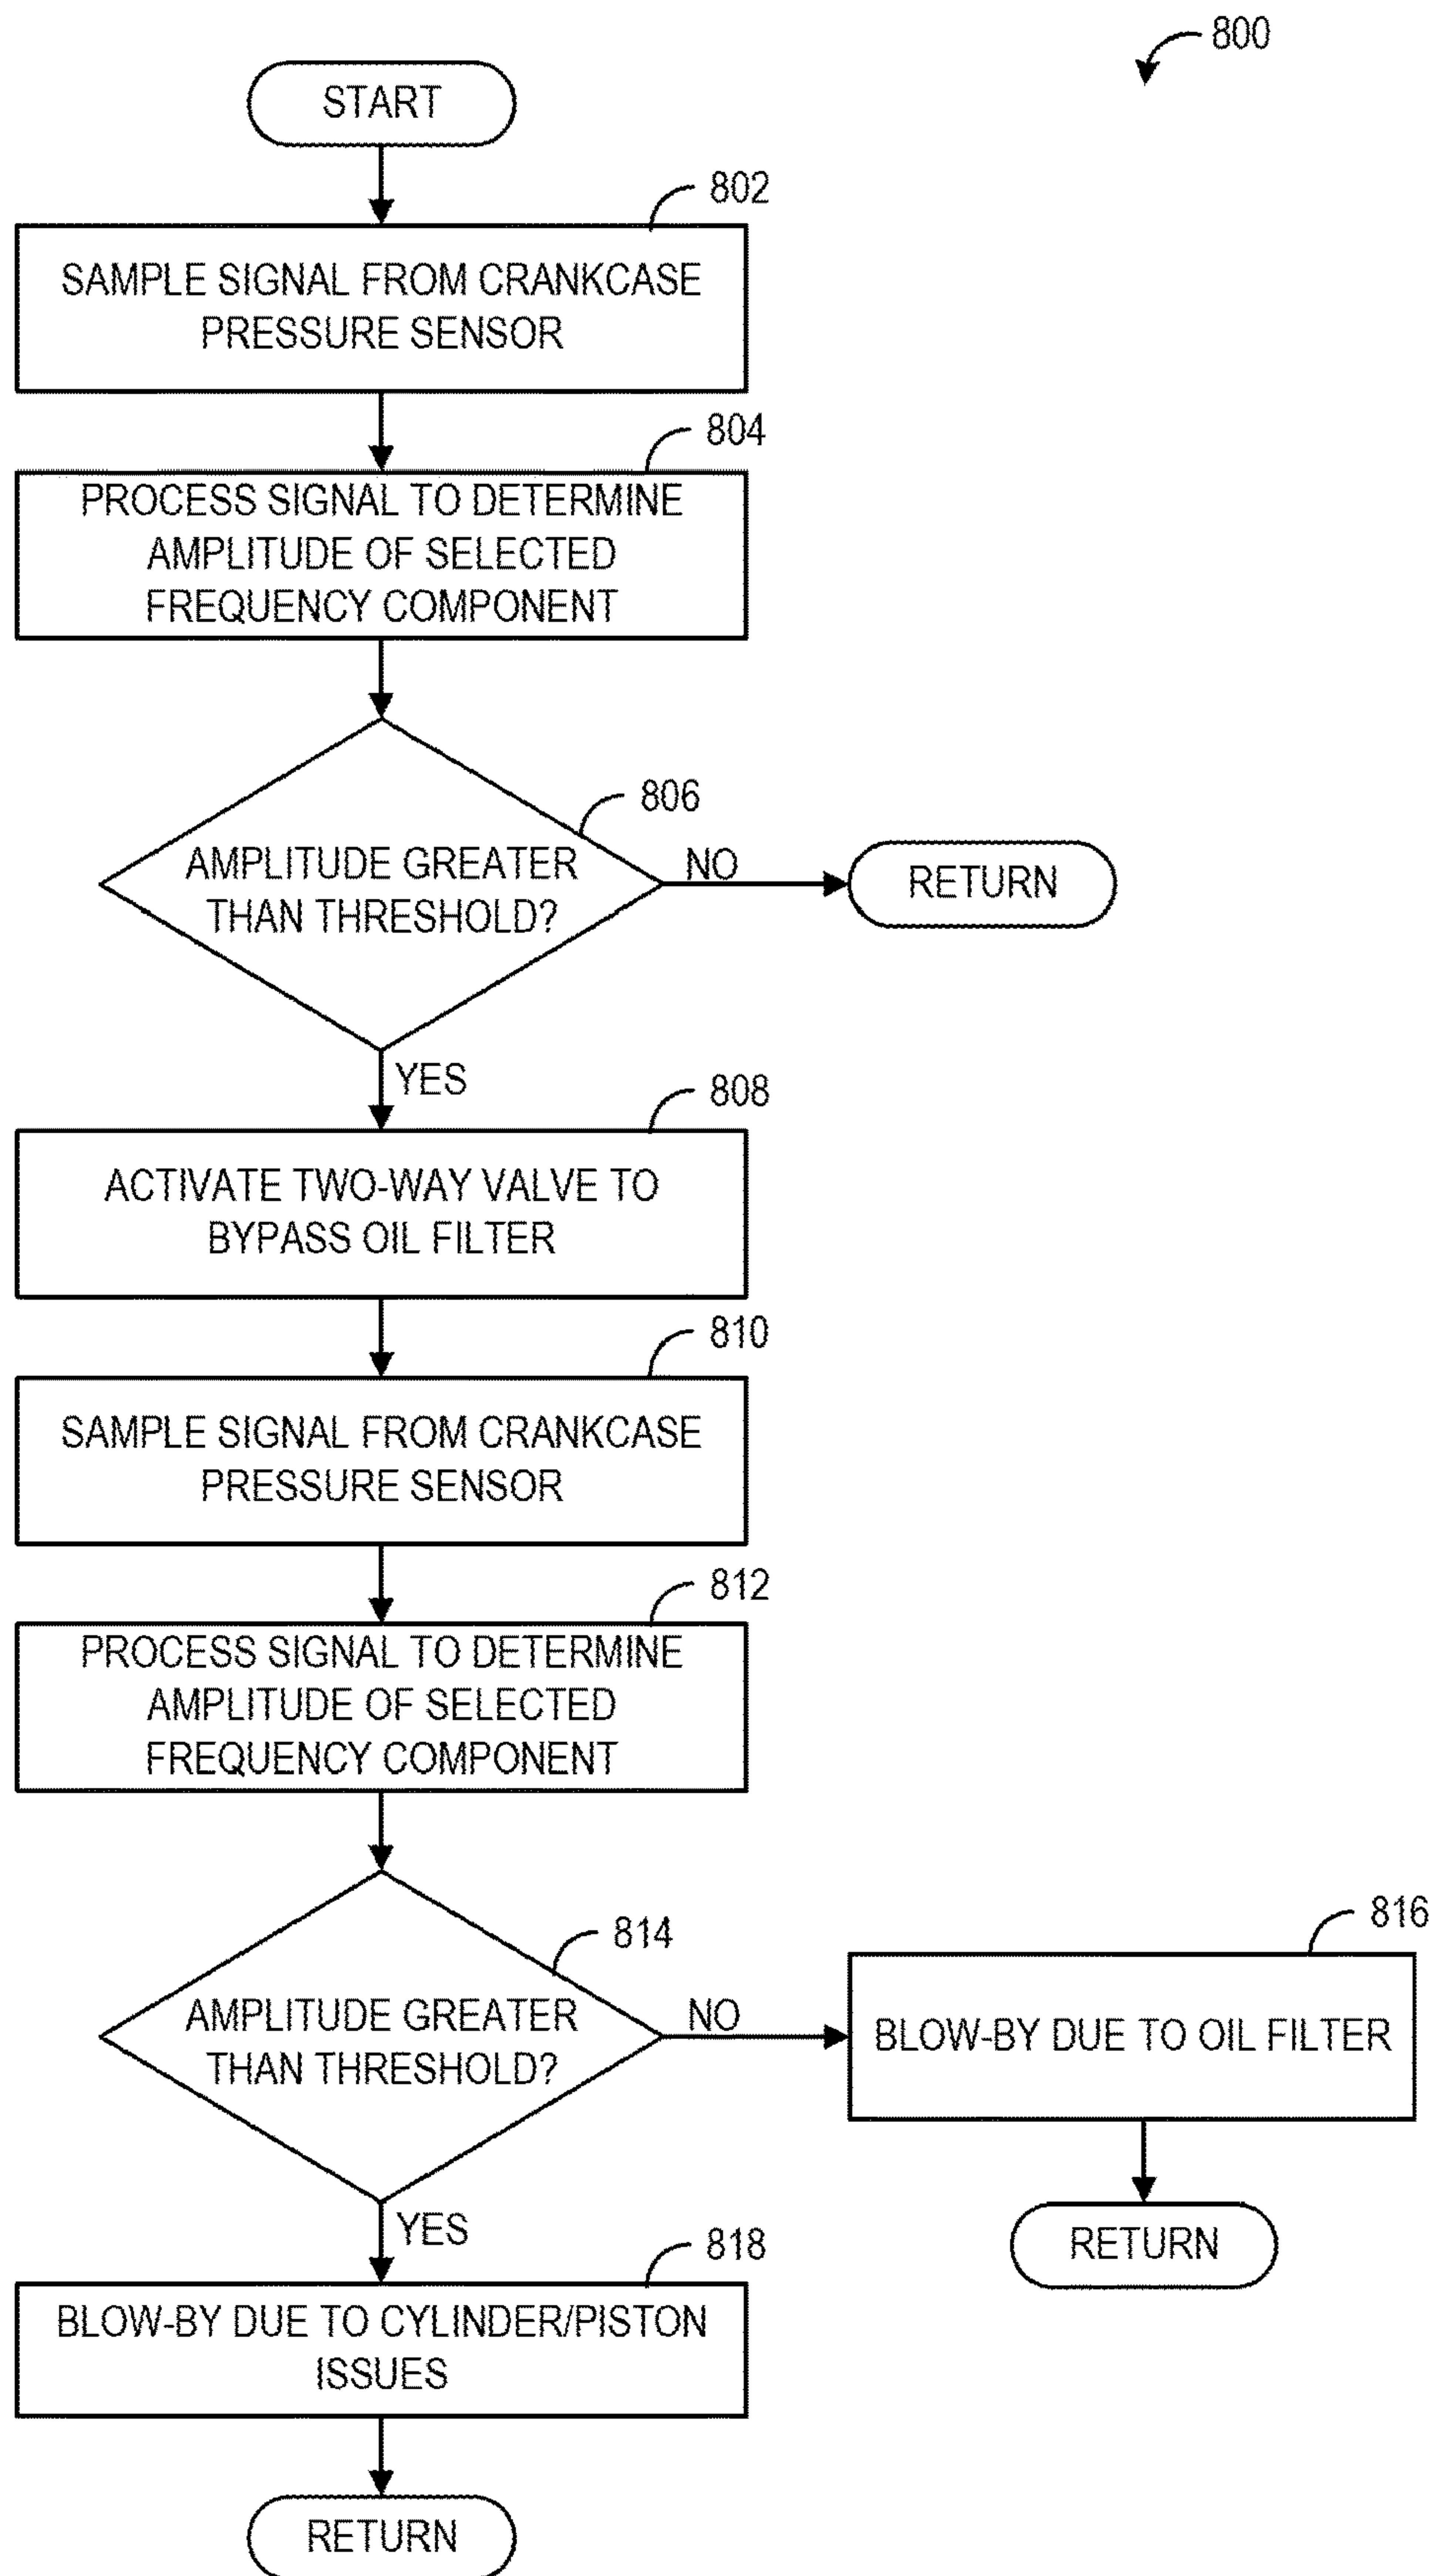 800
START
802
SAMPLE SIGNAL FROM CRANKCASE
PRESSURE SENSOR
804
PROCESS SIGNAL TO DETERMINE
AMPLITUDE OF SELECTED
FREQUENCY COMPONENT
806
AMPLITUDE GREATER
THAN THRESHOLD?
NO
RETURN
YES
808
ACTIVATE TWO-WAY VALVE TO
BYPASS OIL FILTER
810
SAMPLE SIGNAL FROM CRANKCASE
PRESSURE SENSOR
812
PROCESS SIGNAL TO DETERMINE
AMPLITUDE OF SELECTED
FREQUENCY COMPONENT
814
AMPLITUDE GREATER
THAN THRESHOLD?
NO
816
BLOW-BY DUE TO OIL FILTER
RETURN
YES
818
BLOW-BY DUE TO CYLINDER/PISTON
ISSUES
RETURN